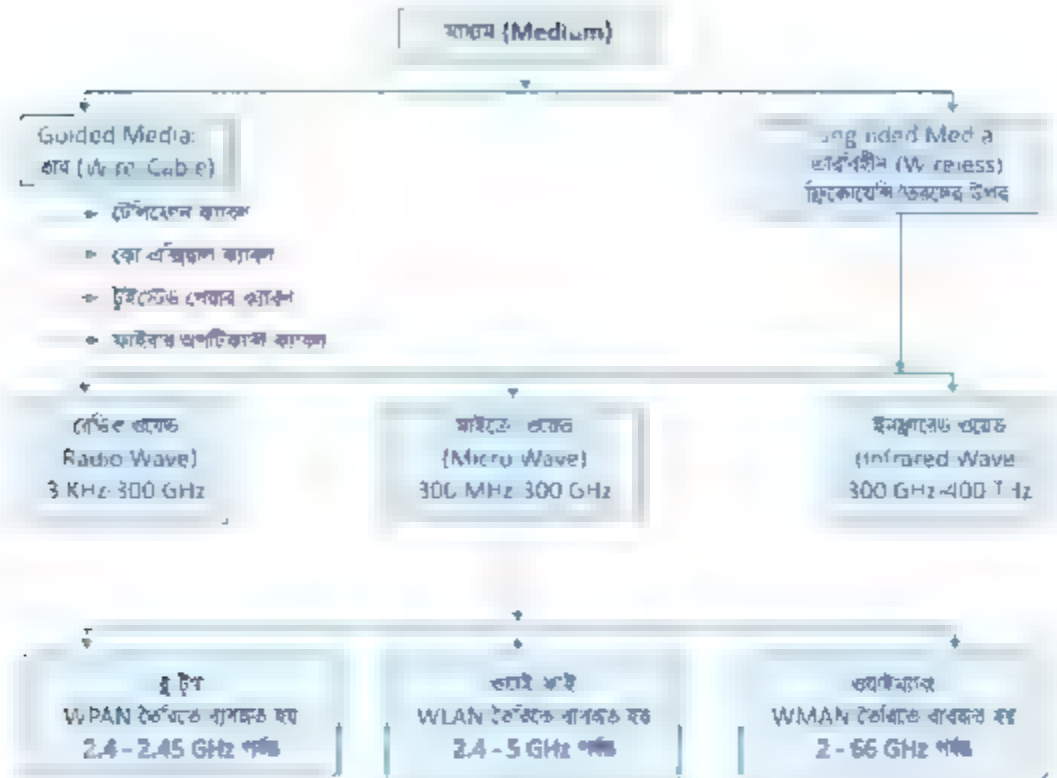 মাধ্যম (Medium)
Guided Media:
তার (Wire Cable)
Unguided Media
তারবিহীন (Wireless)
ফ্রিকোয়েন্সি তরঙ্গের উপর
টেলিফোন ক্যাবল
কো এক্সিয়াল ক্যাবল
টুইস্টেড পেয়ার ক্যাবল
ফাইবার অপটিক্যাল ক্যাবল
রেডিও ওয়েভ
Radio Wave)
3 KHz-300 GHz
মাইক্রো ওয়েভ
(Micro Wave)
300 MHz-300 GHz
ইনফ্রারেড ওয়েভ
(Infrared Wave
300 GHz-400 THz
ব্লু টুথ
WPAN তৈরিতে ব্যবহৃত হয়
2.4 - 2.45 GHz পর্যন্ত
ওয়াই ফাই
WLAN তৈরিতে ব্যবহৃত হয়
2.4 - 5 GHz পর্যন্ত
ওয়াইম্যাক্স
WMAN তৈরিতে ব্যবহৃত হয়
2 - 66 GHz পর্যন্ত